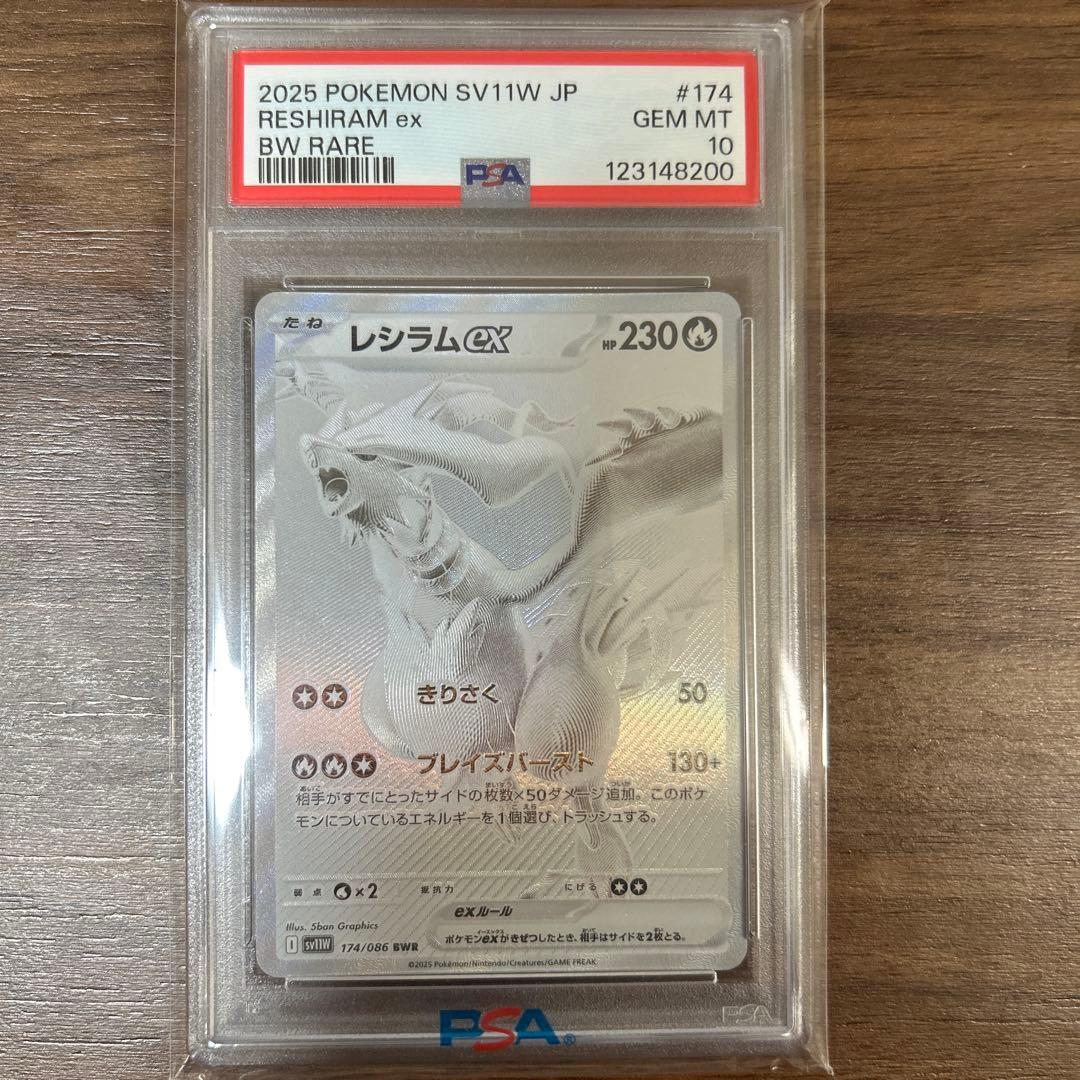 2025 POKEMON SV11W JP #174
RESHIRAM ex GEM MT
BW RARE 10
PSA 123148200
たね レシラムex HP 230
きりさく 50
ブレイズバースト 130+
相手がすでにとったサイドの枚数×50ダメージ追加。このポケ
モンについているエネルギーを1個選び、トラッシュする。
弱点 ×2 抵抗力 にげる
exルール
ポケモンexがきぜつしたとき、相手はサイドを2枚とる。
Illus. 5ban Graphics
I sv11W 174/086 BWR
©2025 Pokémon/Nintendo/Creatures/GAME FREAK
PSA
PSA®